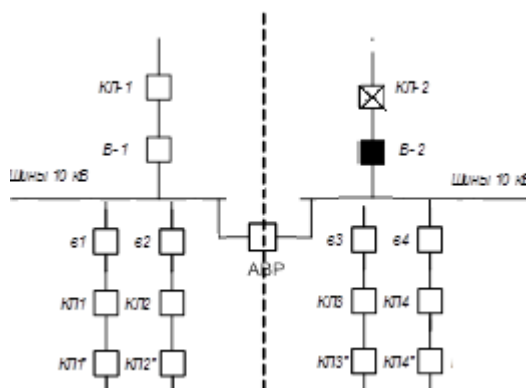 КЛ-1
КЛ-2
В-1
В-2
Шины 10 кВ
Шины 10 кВ
в1
в2
в3
в4
АВР
КЛ1
КЛ2
КЛ3
КЛ4
КЛ1"
КЛ2"
КЛ3"
КЛ4"